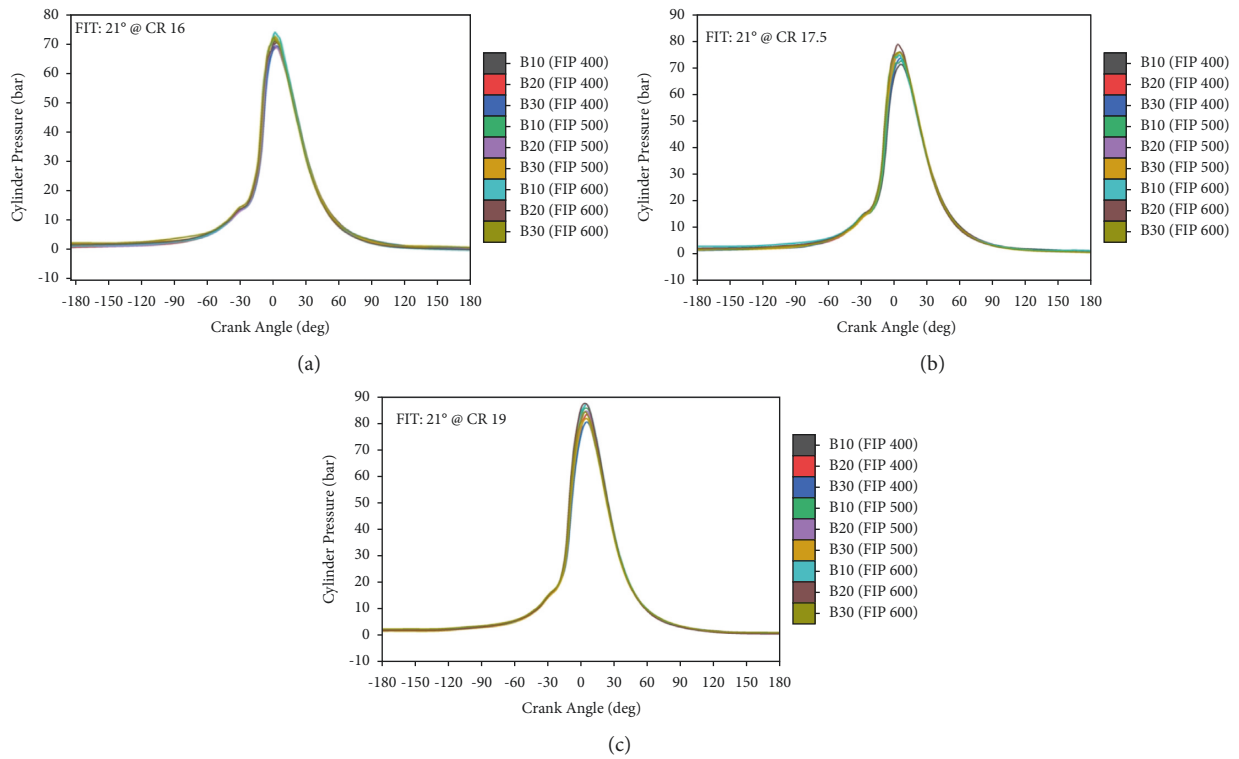 FIT: 21° @ CR 16
80
70
60
50
40
30
20
10
0
-10
Cylinder Pressure (bar)
-180 -150 -120 -90 -60 -30 0 30 60 90 120 150 180
Crank Angle (deg)
B10 (FIP 400)
B20 (FIP 400)
B30 (FIP 400)
B10 (FIP 500)
B20 (FIP 500)
B30 (FIP 500)
B10 (FIP 600)
B20 (FIP 600)
B30 (FIP 600)
(a)
FIT: 21° @ CR 17.5
90
80
70
60
50
40
30
20
10
0
-10
Cylinder Pressure (bar)
-180 -150 -120 -90 -60 -30 0 30 60 90 120 150 180
Crank Angle (deg)
B10 (FIP 400)
B20 (FIP 400)
B30 (FIP 400)
B10 (FIP 500)
B20 (FIP 500)
B30 (FIP 500)
B10 (FIP 600)
B20 (FIP 600)
B30 (FIP 600)
(b)
FIT: 21° @ CR 19
90
80
70
60
50
40
30
20
10
0
-10
Cylinder Pressure (bar)
-180 -150 -120 -90 -60 -30 0 30 60 90 120 150 180
Crank Angle (deg)
B10 (FIP 400)
B20 (FIP 400)
B30 (FIP 400)
B10 (FIP 500)
B20 (FIP 500)
B30 (FIP 500)
B10 (FIP 600)
B20 (FIP 600)
B30 (FIP 600)
(c)